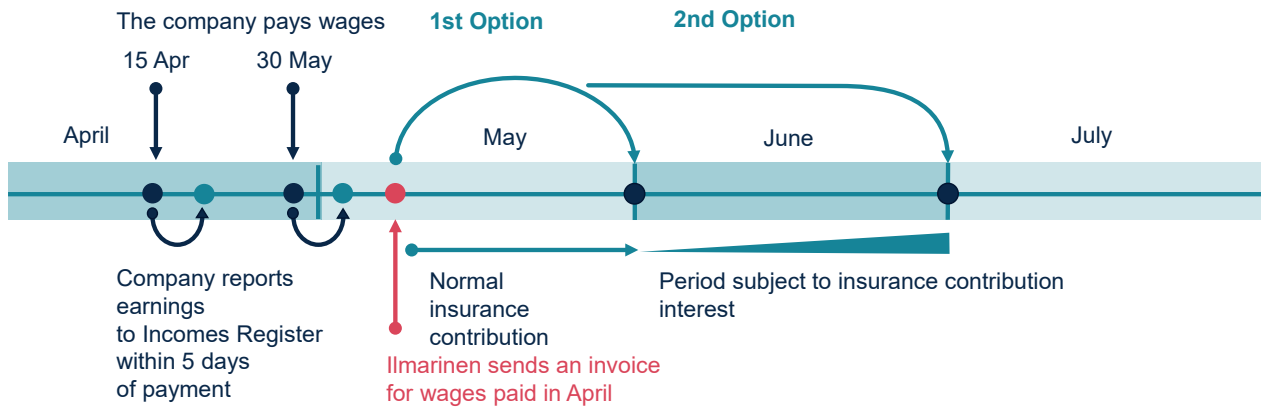 The company pays wages
1st Option
2nd Option
15 Apr
30 May
April
May
June
July
Company reports
earnings
to Incomes Register
within 5 days
of payment
Normal
insurance
contribution
Period subject to insurance contribution
interest
Ilmarinen sends an invoice
for wages paid in April